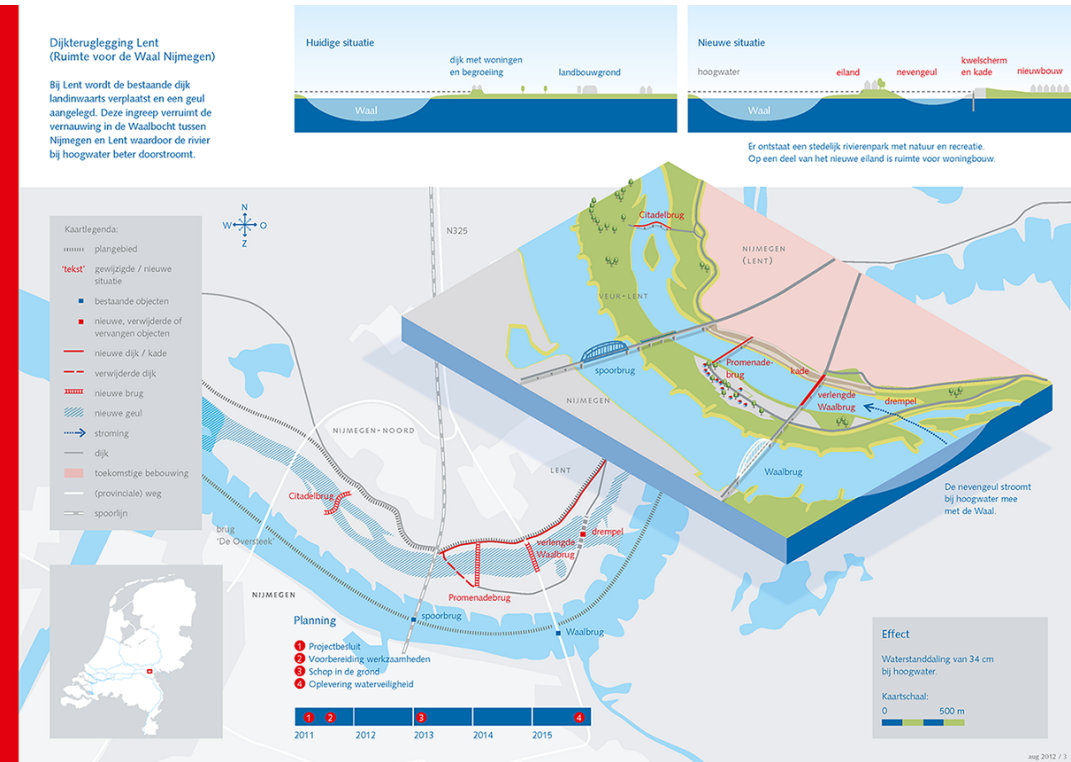 Dijkteruglegging Lent
(Ruimte voor de Waal Nijmegen)
Bij Lent wordt de bestaande dijk
landinwaarts verplaatst en een geul
aangelegd. Deze ingreep verruimt de
vernauwing in de Waalbocht tussen
Nijmegen en Lent waardoor de rivier
bij hoogwater beter doorstroomt.
Huidige situatie
dijk met woningen
en begroeiing
landbouwgrond
Waal
Nieuwe situatie
hoogwater
eiland
nevengeul
kwelscherm
en kade
nieuwbouw
Waal
Er ontstaat een stedelijk rivierenpark met natuur en recreatie.
Op een deel van het nieuwe eiland is ruimte voor woningbouw.
N
W
O
Z
N325
Kaartlegenda:
plangebied
'tekst' gewijzigde / nieuwe
situatie
bestaande objecten
nieuwe, verwijderde of
vervangen objecten
nieuwe dijk / kade
verwijderde dijk
nieuwe brug
nieuwe geul
stroming
dijk
toekomstige bebouwing
(provinciale) weg
spoorlijn
Citadelbrug
NIJMEGEN
(LENT)
VEUR-LENT
spoorbrug
Promenade-
brug
kade
NIJMEGEN
verlengde
Waalbrug
drempel
Waalbrug
De nevengeul stroomt
bij hoogwater mee
met de Waal.
NIJMEGEN-NOORD
LENT
Citadelbrug
brug
'De Oversteek'
verlengde
Waalbrug
drempel
Promenadebrug
NIJMEGEN
spoorbrug
Waalbrug
Planning
1 Projectbesluit
2 Voorbereiding werkzaamheden
3 Schop in de grond
4 Oplevering waterveiligheid
1 2 3 4
2011 2012 2013 2014 2015
Effect
Waterstanddaling van 34 cm
bij hoogwater.
Kaartschaal:
0 500 m
aug 2012 / 3